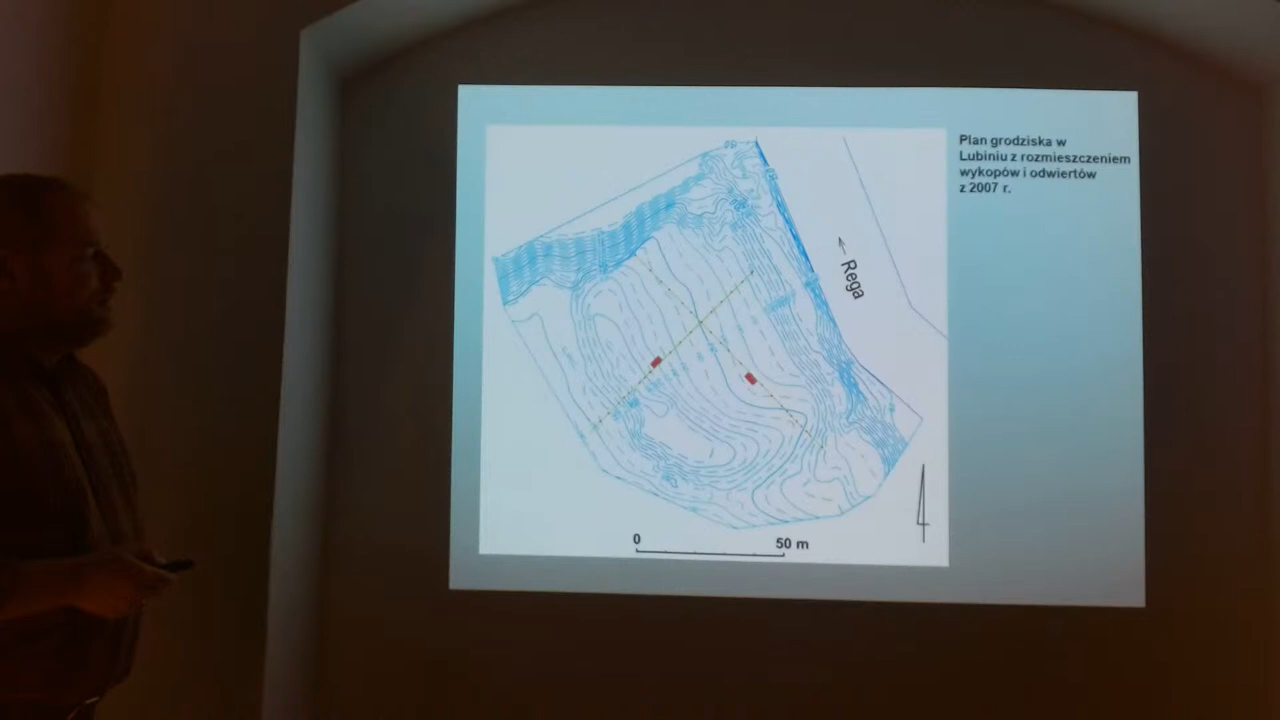 Plan grodziska w
Lubiniu z rozmieszczeniem
wykopów i odwiertów
z 2007 r.
Rega
0
50 m